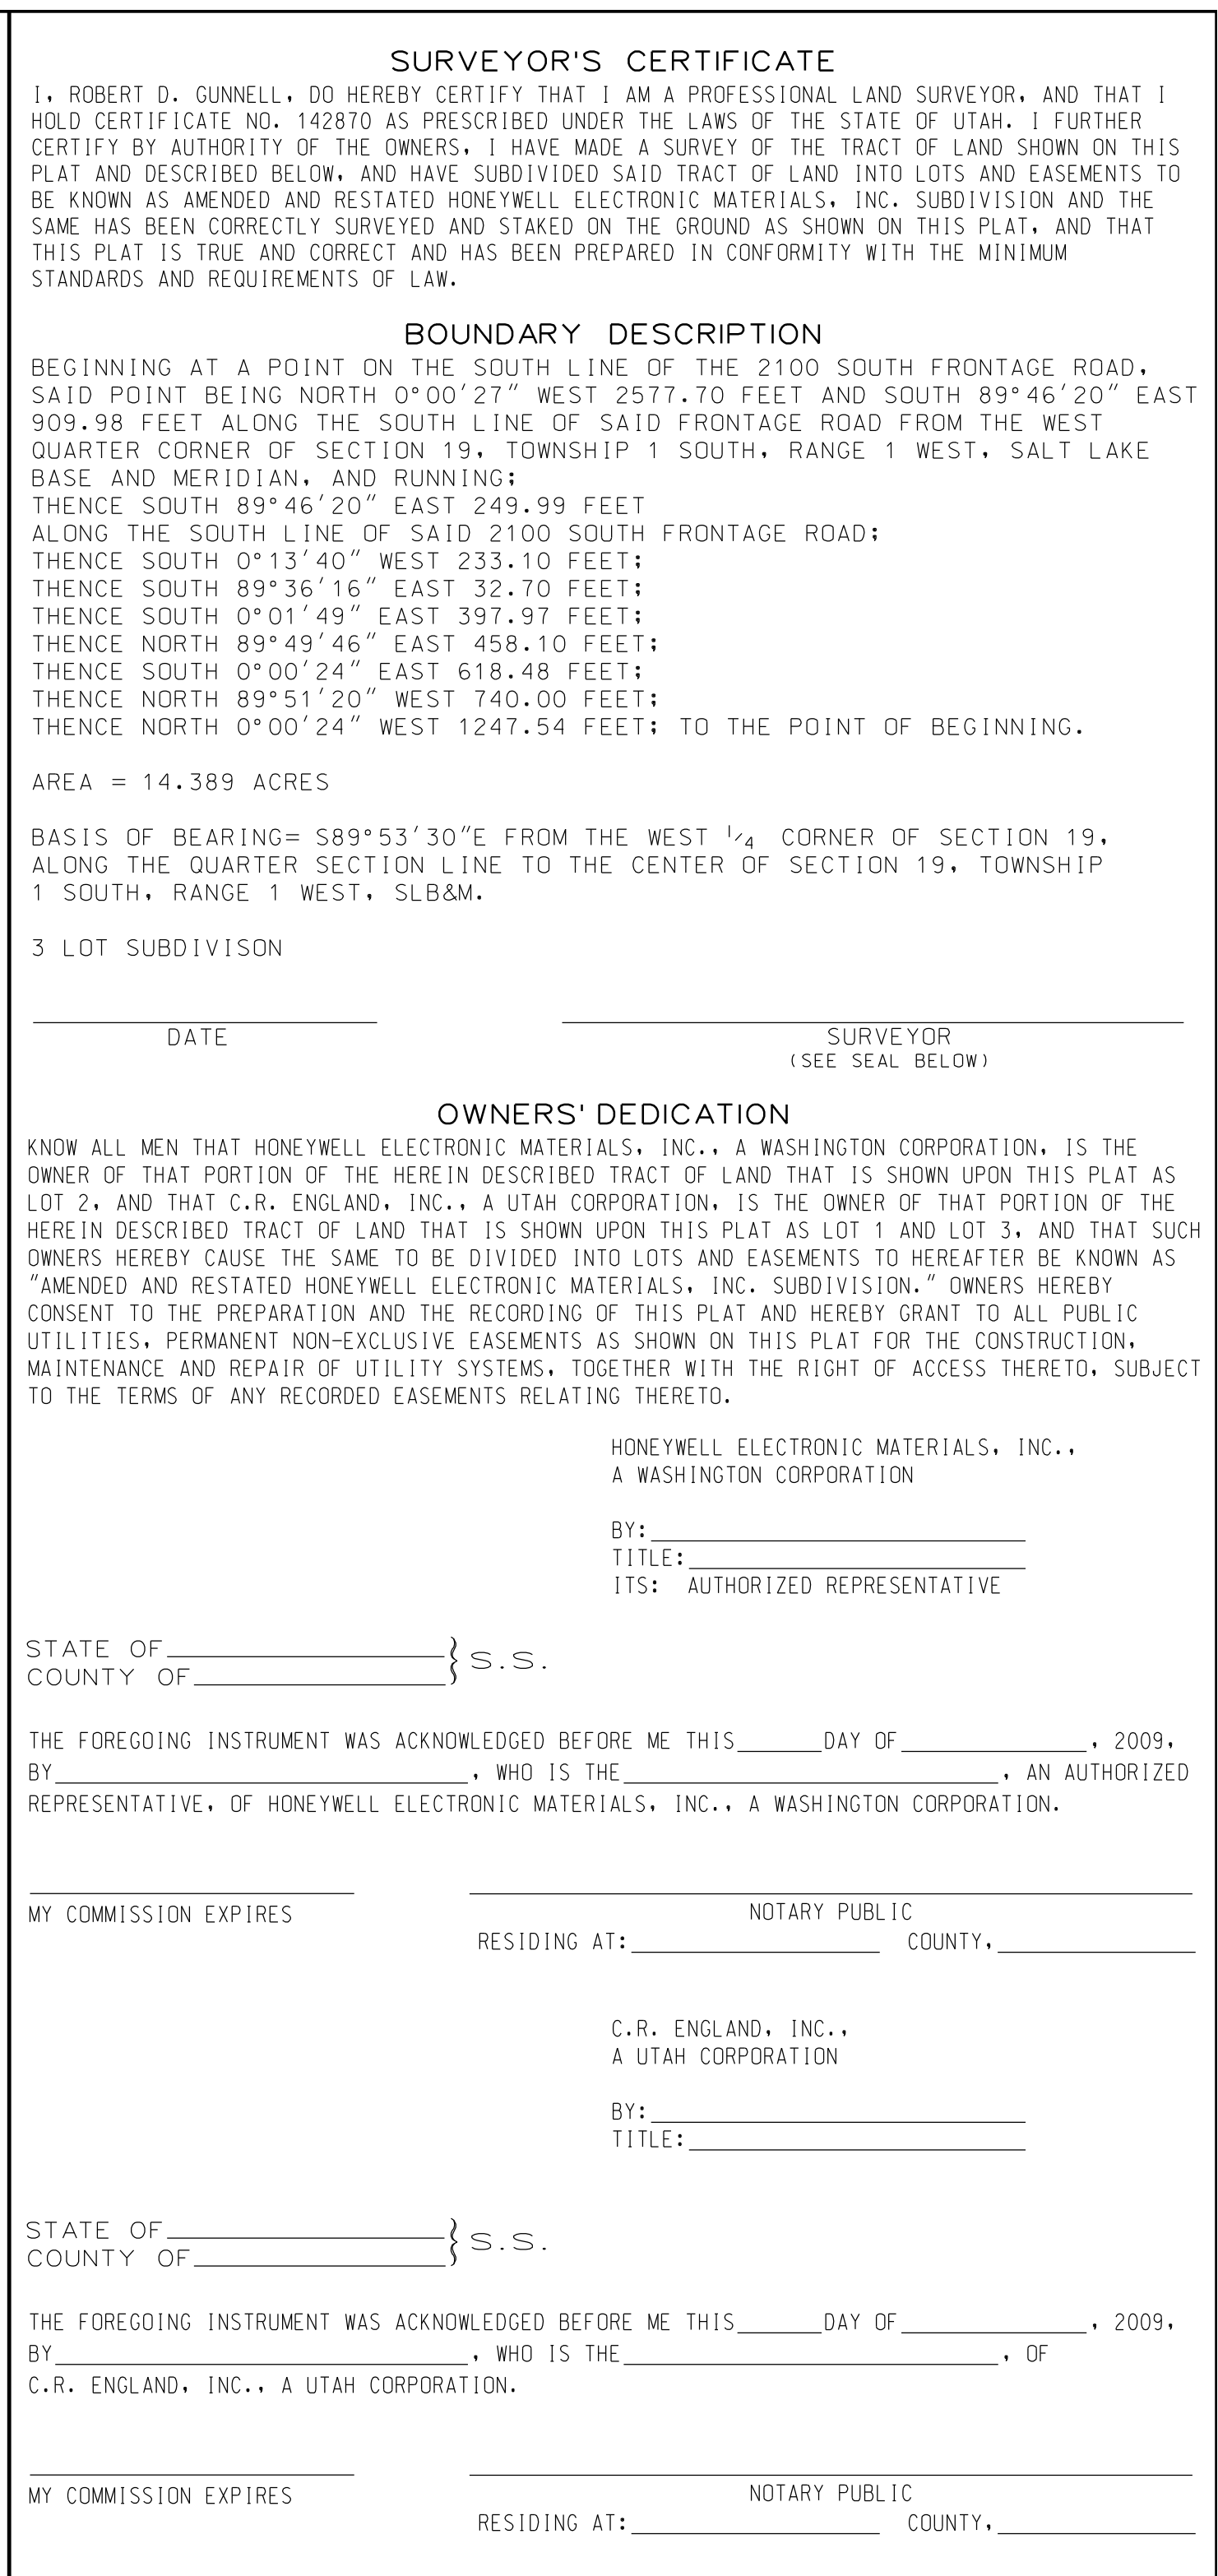 SURVEYOR'S CERTIFICATE
I, ROBERT D. GUNNELL, DO HEREBY CERTIFY THAT I AM A PROFESSIONAL LAND SURVEYOR, AND THAT I
HOLD CERTIFICATE NO. 142870 AS PRESCRIBED UNDER THE LAWS OF THE STATE OF UTAH. I FURTHER
CERTIFY BY AUTHORITY OF THE OWNERS, I HAVE MADE A SURVEY OF THE TRACT OF LAND SHOWN ON THIS
PLAT AND DESCRIBED BELOW, AND HAVE SUBDIVIDED SAID TRACT OF LAND INTO LOTS AND EASEMENTS TO
BE KNOWN AS AMENDED AND RESTATED HONEYWELL ELECTRONIC MATERIALS, INC. SUBDIVISION AND THE
SAME HAS BEEN CORRECTLY SURVEYED AND STAKED ON THE GROUND AS SHOWN ON THIS PLAT, AND THAT
THIS PLAT IS TRUE AND CORRECT AND HAS BEEN PREPARED IN CONFORMITY WITH THE MINIMUM
STANDARDS AND REQUIREMENTS OF LAW.
BOUNDARY DESCRIPTION
BEGINNING AT A POINT ON THE SOUTH LINE OF THE 2100 SOUTH FRONTAGE ROAD,
SAID POINT BEING NORTH 0°00'27" WEST 2577.70 FEET AND SOUTH 89°46'20" EAST
909.98 FEET ALONG THE SOUTH LINE OF SAID FRONTAGE ROAD FROM THE WEST
QUARTER CORNER OF SECTION 19, TOWNSHIP 1 SOUTH, RANGE 1 WEST, SALT LAKE
BASE AND MERIDIAN, AND RUNNING;
THENCE SOUTH 89°46'20" EAST 249.99 FEET
ALONG THE SOUTH LINE OF SAID 2100 SOUTH FRONTAGE ROAD;
THENCE SOUTH 0°13'40" WEST 233.10 FEET;
THENCE SOUTH 89°36'16" EAST 32.70 FEET;
THENCE SOUTH 0°01'49" EAST 397.97 FEET;
THENCE NORTH 89°49'46" EAST 458.10 FEET;
THENCE SOUTH 0°00'24" EAST 618.48 FEET;
THENCE NORTH 89°51'20" WEST 740.00 FEET;
THENCE NORTH 0°00'24" WEST 1247.54 FEET; TO THE POINT OF BEGINNING.
AREA = 14.389 ACRES
BASIS OF BEARING= S89°53'30"E FROM THE WEST 1/4 CORNER OF SECTION 19,
ALONG THE QUARTER SECTION LINE TO THE CENTER OF SECTION 19, TOWNSHIP
1 SOUTH, RANGE 1 WEST, SLB&M.
3 LOT SUBDIVISON
DATE SURVEYOR
(SEE SEAL BELOW)
OWNERS' DEDICATION
KNOW ALL MEN THAT HONEYWELL ELECTRONIC MATERIALS, INC., A WASHINGTON CORPORATION, IS THE
OWNER OF THAT PORTION OF THE HEREIN DESCRIBED TRACT OF LAND THAT IS SHOWN UPON THIS PLAT AS
LOT 2, AND THAT C.R. ENGLAND, INC., A UTAH CORPORATION, IS THE OWNER OF THAT PORTION OF THE
HEREIN DESCRIBED TRACT OF LAND THAT IS SHOWN UPON THIS PLAT AS LOT 1 AND LOT 3, AND THAT SUCH
OWNERS HEREBY CAUSE THE SAME TO BE DIVIDED INTO LOTS AND EASEMENTS TO HEREAFTER BE KNOWN AS
"AMENDED AND RESTATED HONEYWELL ELECTRONIC MATERIALS, INC. SUBDIVISION." OWNERS HEREBY
CONSENT TO THE PREPARATION AND THE RECORDING OF THIS PLAT AND HEREBY GRANT TO ALL PUBLIC
UTILITIES, PERMANENT NON-EXCLUSIVE EASEMENTS AS SHOWN ON THIS PLAT FOR THE CONSTRUCTION,
MAINTENANCE AND REPAIR OF UTILITY SYSTEMS, TOGETHER WITH THE RIGHT OF ACCESS THERETO, SUBJECT
TO THE TERMS OF ANY RECORDED EASEMENTS RELATING THERETO.
HONEYWELL ELECTRONIC MATERIALS, INC.,
A WASHINGTON CORPORATION
BY:
TITLE:
ITS: AUTHORIZED REPRESENTATIVE
STATE OF
COUNTY OF } S.S.
THE FOREGOING INSTRUMENT WAS ACKNOWLEDGED BEFORE ME THIS______DAY OF______, 2009,
BY______, WHO IS THE______, AN AUTHORIZED
REPRESENTATIVE, OF HONEYWELL ELECTRONIC MATERIALS, INC., A WASHINGTON CORPORATION.
MY COMMISSION EXPIRES NOTARY PUBLIC
RESIDING AT:______ COUNTY,______
C.R. ENGLAND, INC.,
A UTAH CORPORATION
BY:
TITLE:
STATE OF
COUNTY OF } S.S.
THE FOREGOING INSTRUMENT WAS ACKNOWLEDGED BEFORE ME THIS______DAY OF______, 2009,
BY______, WHO IS THE______, OF
C.R. ENGLAND, INC., A UTAH CORPORATION.
MY COMMISSION EXPIRES NOTARY PUBLIC
RESIDING AT:______ COUNTY,______